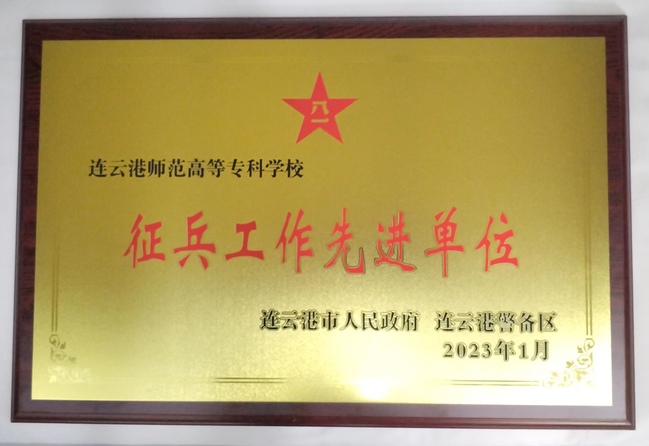 八一
连云港师范高等专科学校
征兵工作先进单位
连云港市人民政府 连云港警备区
2023年1月